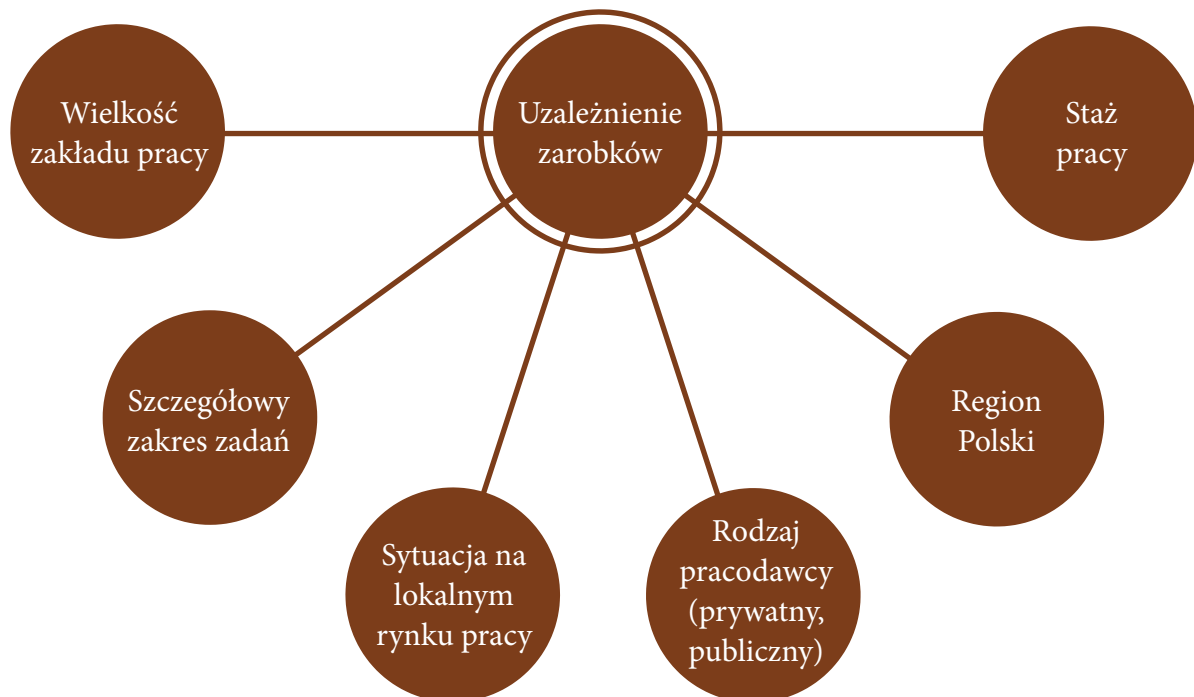 Wielkość
zakładu pracy
Uzależnienie
zarobków
Staż
pracy
Szczegółowy
zakres zadań
Region
Polski
Sytuacja na
lokalnym
rynku pracy
Rodzaj
pracodawcy
(prywatny,
publiczny)